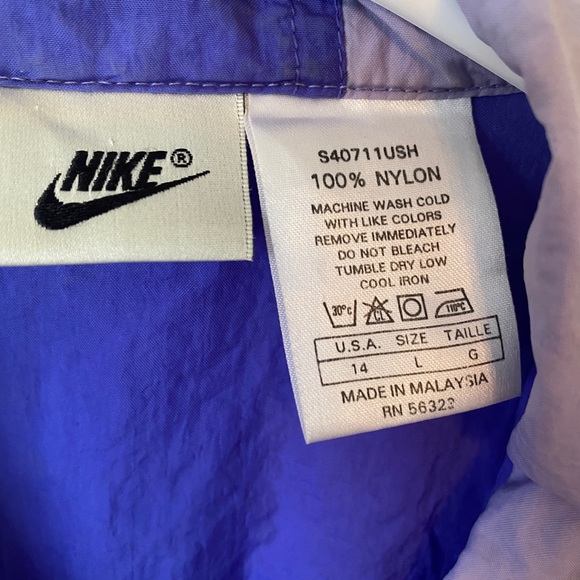 NIKE®
S40711USH
100% NYLON
MACHINE WASH COLD
WITH LIKE COLORS
REMOVE IMMEDIATELY
DO NOT BLEACH
TUMBLE DRY LOW
COOL IRON
30°C CL 110°C
U.S.A. SIZE TAILLE
14 L G
MADE IN MALAYSIA
RN 56323